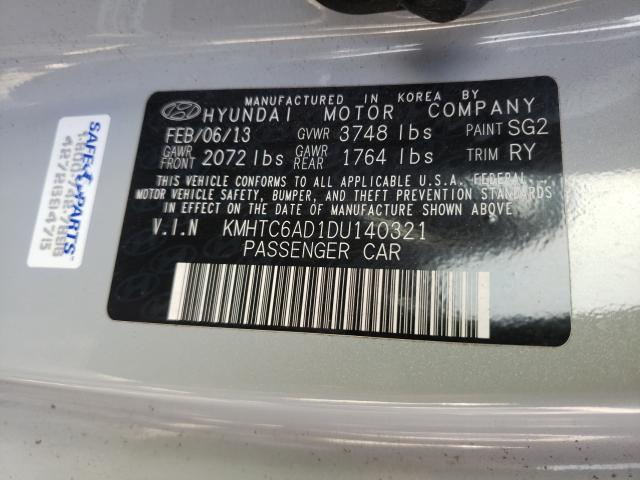 MANUFACTURED IN KOREA BY
HYUNDAI MOTOR COMPANY
FEB/06/13 GVWR 3748 lbs PAINT SG2
GAWR FRONT 2072 lbs GAWR REAR 1764 lbs TRIM RY
THIS VEHICLE CONFORMS TO ALL APPLICABLE U.S.A. FEDERAL
MOTOR VEHICLE SAFETY, BUMPER, AND THEFT PREVENTION STANDARDS
IN EFFECT ON THE DATE OF MANUFACTURE SHOWN ABOVE.
V.I.N KMHTC6AD1DU140321
PASSENGER CAR
SAFE PARTS